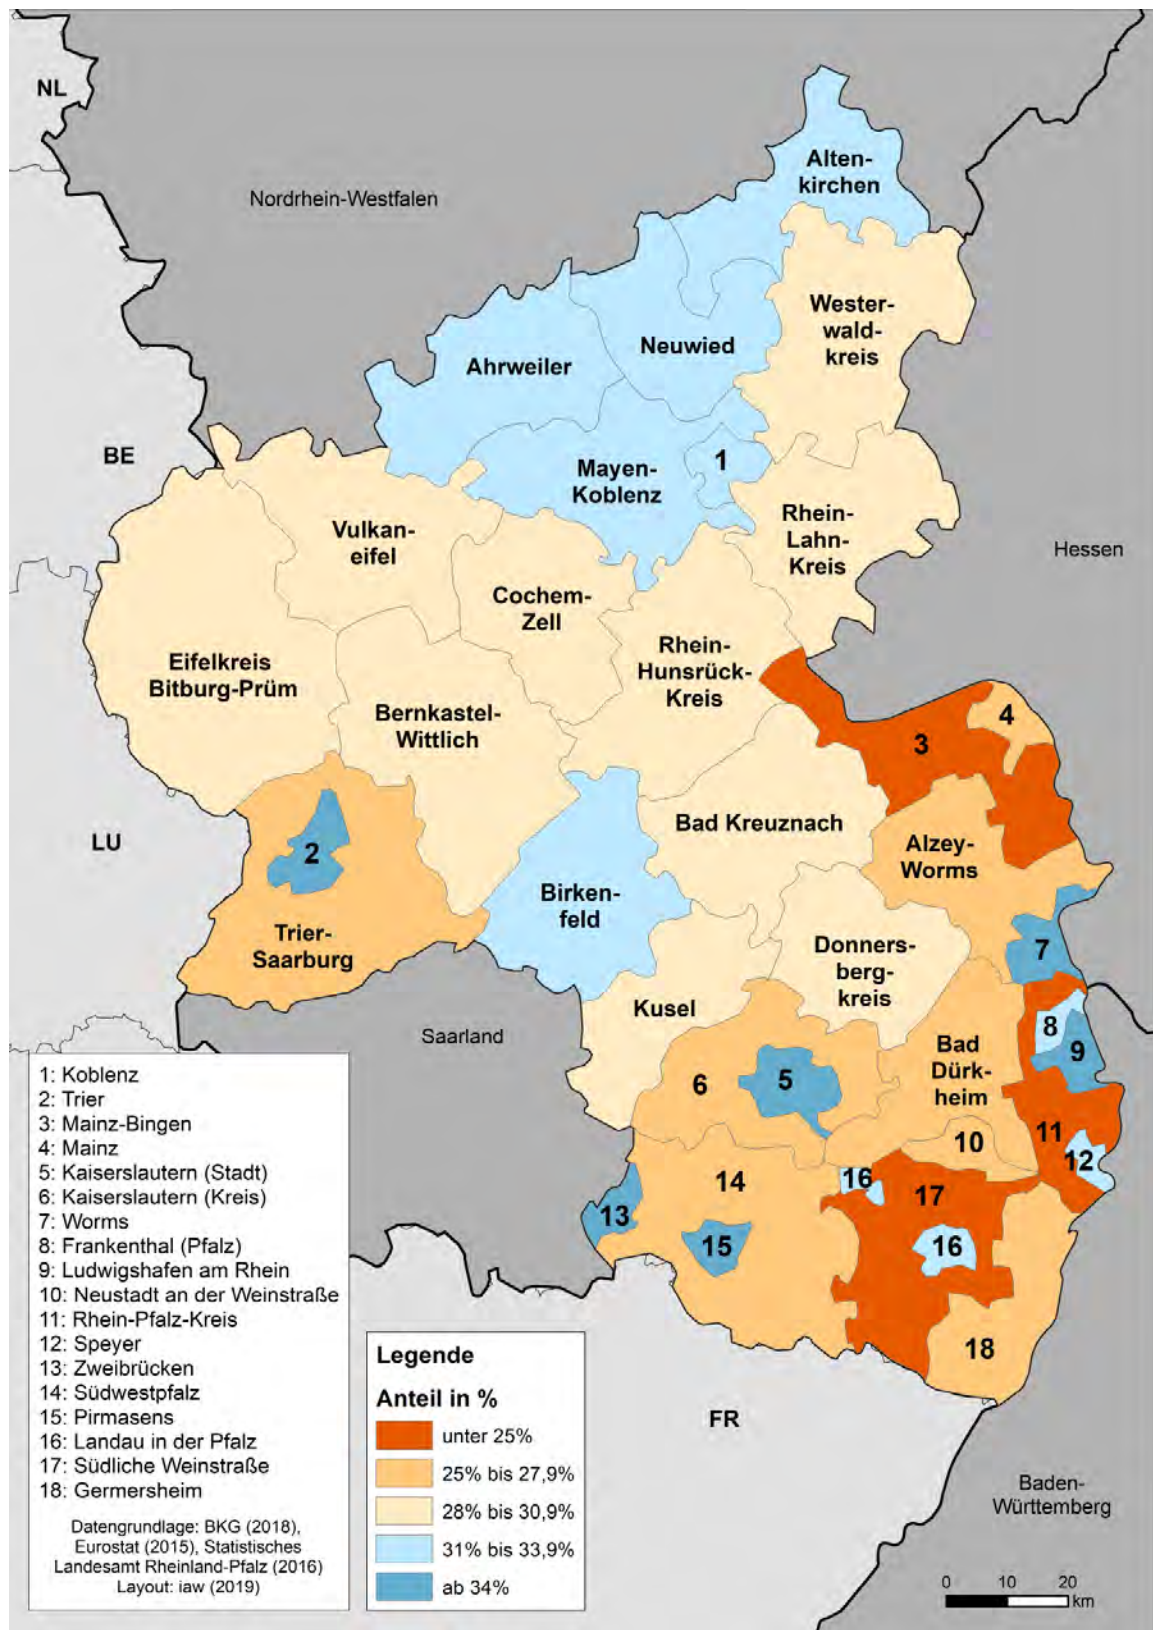 NL
Nordrhein-Westfalen
Alten-
kirchen
Wester-
wald-
kreis
Neuwied
Ahrweiler
BE
Mayen-
Koblenz
1
Rhein-
Lahn-
Kreis
Hessen
Vulkan-
eifel
Cochem-
Zell
Eifelkreis
Bitburg-Prüm
Rhein-
Hunsrück-
Kreis
Bernkastel-
Wittlich
3
4
LU
2
Bad Kreuznach
Alzey-
Worms
Birken-
feld
Trier-
Saarburg
Donners-
berg-
kreis
7
Kusel
Saarland
8
9
Bad
Dürk-
heim
6
5
10
11
12
14
16
17
13
15
16
18
1: Koblenz
2: Trier
3: Mainz-Bingen
4: Mainz
5: Kaiserslautern (Stadt)
6: Kaiserslautern (Kreis)
7: Worms
8: Frankenthal (Pfalz)
9: Ludwigshafen am Rhein
10: Neustadt an der Weinstraße
11: Rhein-Pfalz-Kreis
12: Speyer
13: Zweibrücken
14: Südwestpfalz
15: Pirmasens
16: Landau in der Pfalz
17: Südliche Weinstraße
18: Germersheim
Datengrundlage: BKG (2018),
Eurostat (2015), Statistisches
Landesamt Rheinland-Pfalz (2016)
Layout: iaw (2019)
Legende
Anteil in %
unter 25%
25% bis 27,9%
28% bis 30,9%
31% bis 33,9%
ab 34%
FR
Baden-
Württemberg
0 10 20
km